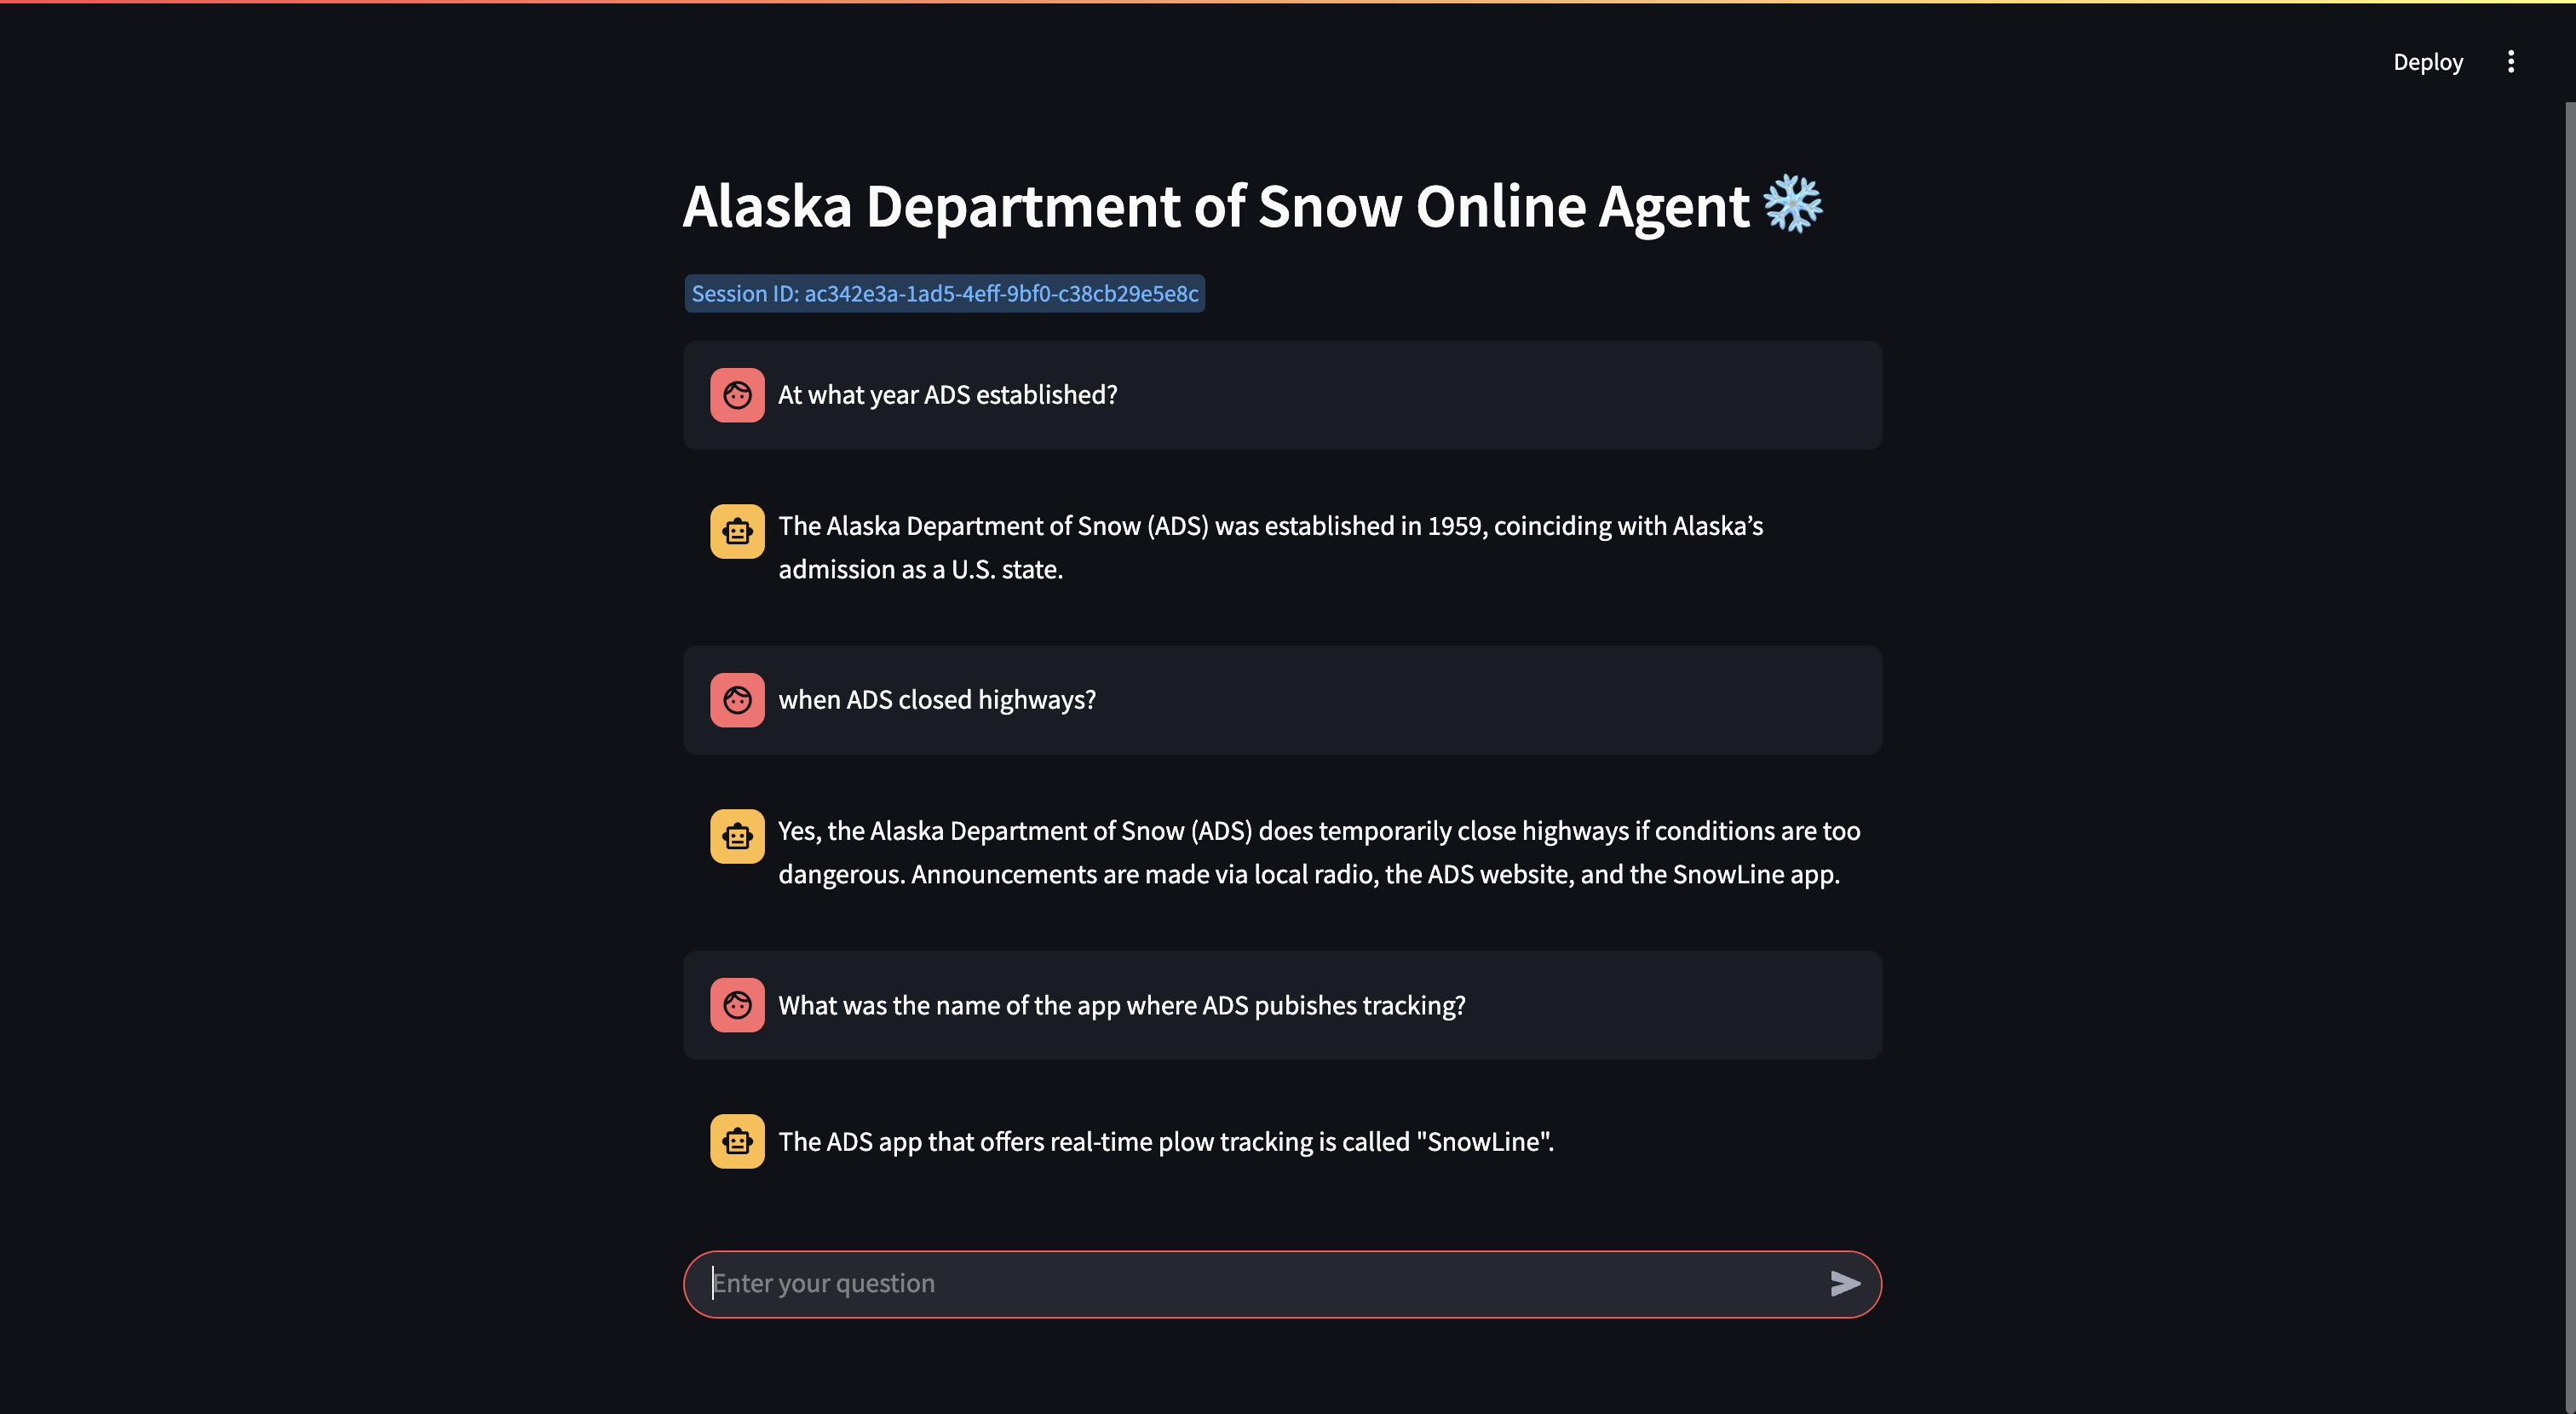 Deploy
Alaska Department of Snow Online Agent
Session ID: ac342e3a-1ad5-4eff-9bf0-c38cb29e5e8c
At what year ADS established?
The Alaska Department of Snow (ADS) was established in 1959, coinciding with Alaska’s
admission as a U.S. state.
when ADS closed highways?
Yes, the Alaska Department of Snow (ADS) does temporarily close highways if conditions are too
dangerous. Announcements are made via local radio, the ADS website, and the SnowLine app.
What was the name of the app where ADS pubishes tracking?
The ADS app that offers real-time plow tracking is called "SnowLine".
Enter your question